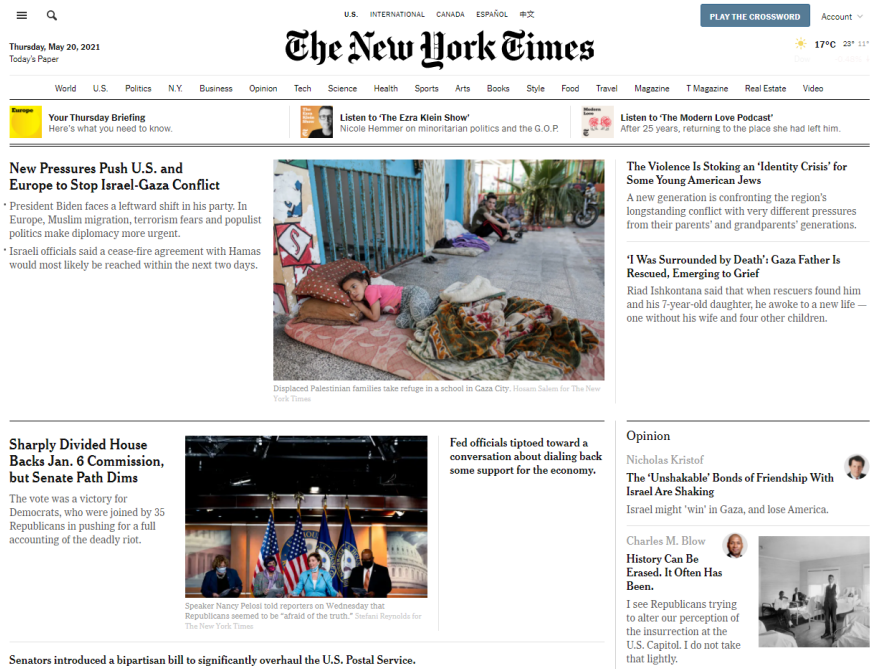 U.S. INTERNATIONAL CANADA ESPAÑOL 中文
PLAY THE CROSSWORD
Account
Thursday, May 20, 2021
Today's Paper
The New York Times
17°C 23° 11°
World U.S. Politics N.Y. Business Opinion Tech Science Health Sports Arts Books Style Food Travel Magazine T Magazine Real Estate Video
Europe
Your Thursday Briefing
Here's what you need to know.
Listen to 'The Ezra Klein Show'
Nicole Hemmer on minoritarian politics and the G.O.P.
Modern Love
Listen to 'The Modern Love Podcast'
After 25 years, returning to the place she had left him.
New Pressures Push U.S. and
Europe to Stop Israel-Gaza Conflict
• President Biden faces a leftward shift in his party. In
Europe, Muslim migration, terrorism fears and populist
politics make diplomacy more urgent.
• Israeli officials said a cease-fire agreement with Hamas
would most likely be reached within the next two days.
Displaced Palestinian families take refuge in a school in Gaza City. Hosam Salem for The New
York Times
The Violence Is Stoking an 'Identity Crisis' for
Some Young American Jews
A new generation is confronting the region's
longstanding conflict with very different pressures
from their parents' and grandparents' generations.
'I Was Surrounded by Death': Gaza Father Is
Rescued, Emerging to Grief
Riad Ishkontana said that when rescuers found him
and his 7-year-old daughter, he awoke to a new life —
one without his wife and four other children.
Sharply Divided House
Backs Jan. 6 Commission,
but Senate Path Dims
The vote was a victory for
Democrats, who were joined by 35
Republicans in pushing for a full
accounting of the deadly riot.
Speaker Nancy Pelosi told reporters on Wednesday that
Republicans seemed to be "afraid of the truth." Stefani Reynolds for
The New York Times
Fed officials tiptoed toward a
conversation about dialing back
some support for the economy.
Opinion
Nicholas Kristof
The 'Unshakable' Bonds of Friendship With
Israel Are Shaking
Israel might 'win' in Gaza, and lose America.
Charles M. Blow
History Can Be
Erased. It Often Has
Been.
I see Republicans trying
to alter our perception of
the insurrection at the
U.S. Capitol. I do not take
that lightly.
Senators introduced a bipartisan bill to significantly overhaul the U.S. Postal Service.